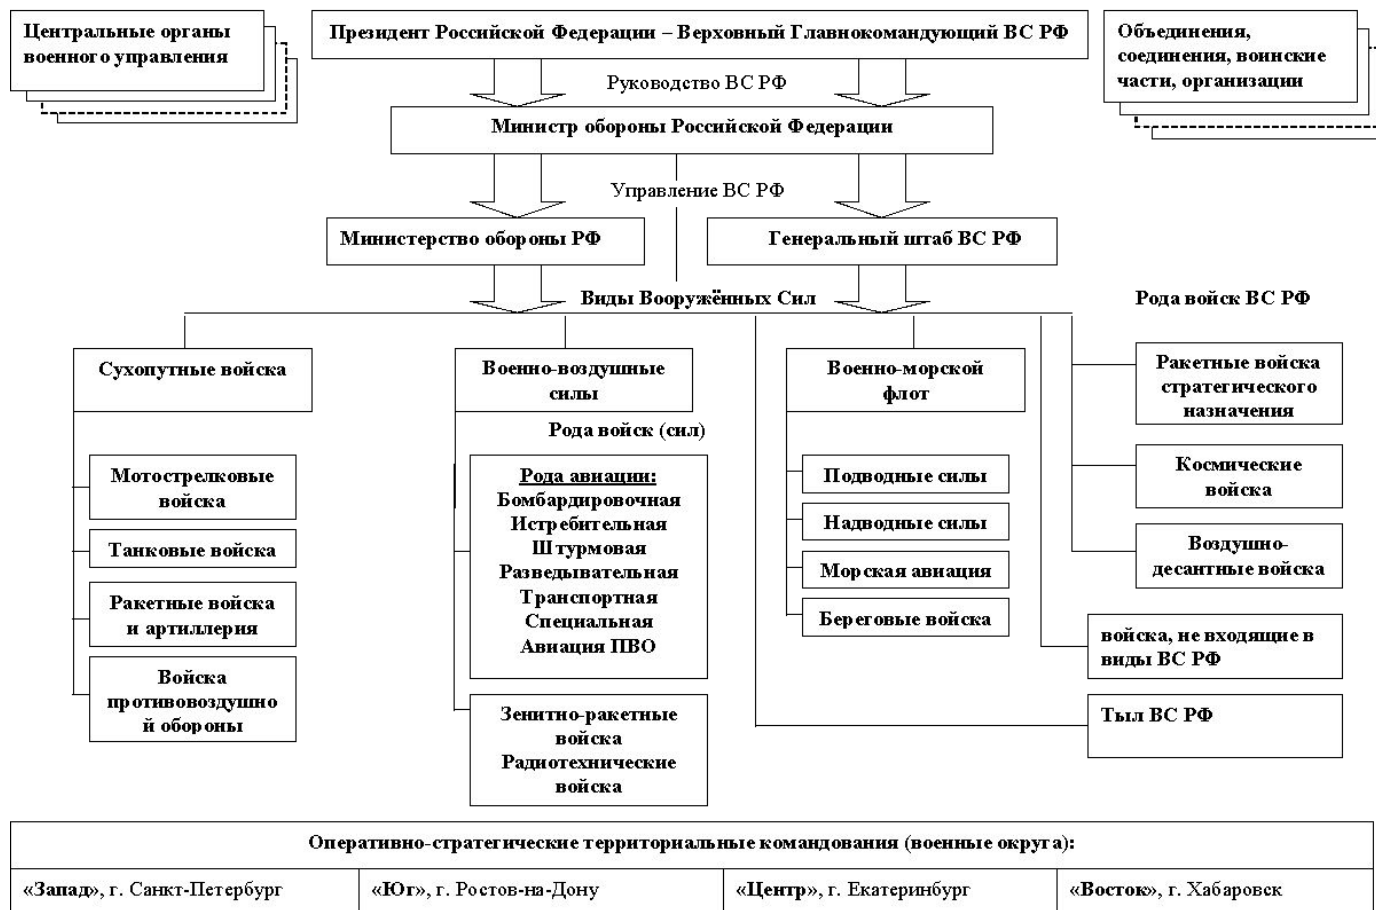 Центральные органы
военного управления
Президент Российской Федерации – Верховный Главнокомандующий ВС РФ
Объединения,
соединения, воинские
части, организации
Руководство ВС РФ
Министр обороны Российской Федерации
Управление ВС РФ
Министерство обороны РФ
Генеральный штаб ВС РФ
Виды Вооружённых Сил
Рода войск ВС РФ
Сухопутные войска
Военно-воздушные
силы
Военно-морской
флот
Ракетные войска
стратегического
назначения
Рода войск (сил)
Мотострелковые
войска
Танковые войска
Ракетные войска
и артиллерия
Войска
противовоздушно
й обороны
Рода авиации:
Бомбардировочная
Истребительная
Штурмовая
Разведывательная
Транспортная
Специальная
Авиация ПВО
Зенитно-ракетные
войска
Радиотехнические
войска
Подводные силы
Надводные силы
Морская авиация
Береговые войска
Космические
войска
Воздушно-
десантные войска
войска, не входящие в
виды ВС РФ
Тыл ВС РФ
Оперативно-стратегические территориальные командования (военные округа):
«Запад», г. Санкт-Петербург
«Юг», г. Ростов-на-Дону
«Центр», г. Екатеринбург
«Восток», г. Хабаровск